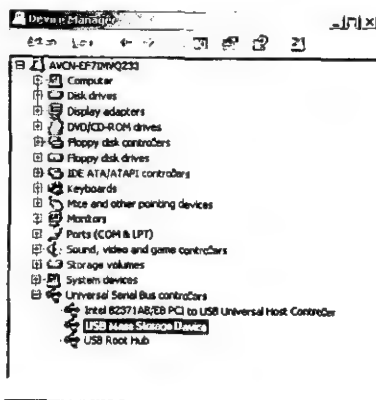 Device Manager
AVCN-EF7IMVQZ33
Computer
Disk drives
Display adapters
DVD/CD-ROM drives
Floppy disk controllers
Floppy disk drives
IDE ATA/ATAPI controllers
Keyboards
Mice and other pointing devices
Monitors
Ports (COM & LPT)
Sound, video and game controllers
Storage volumes
System devices
Universal Serial Bus controllers
Intel 82371AB/EB PCI to USB Universal Host Controller
USB Mass Storage Device
USB Root Hub